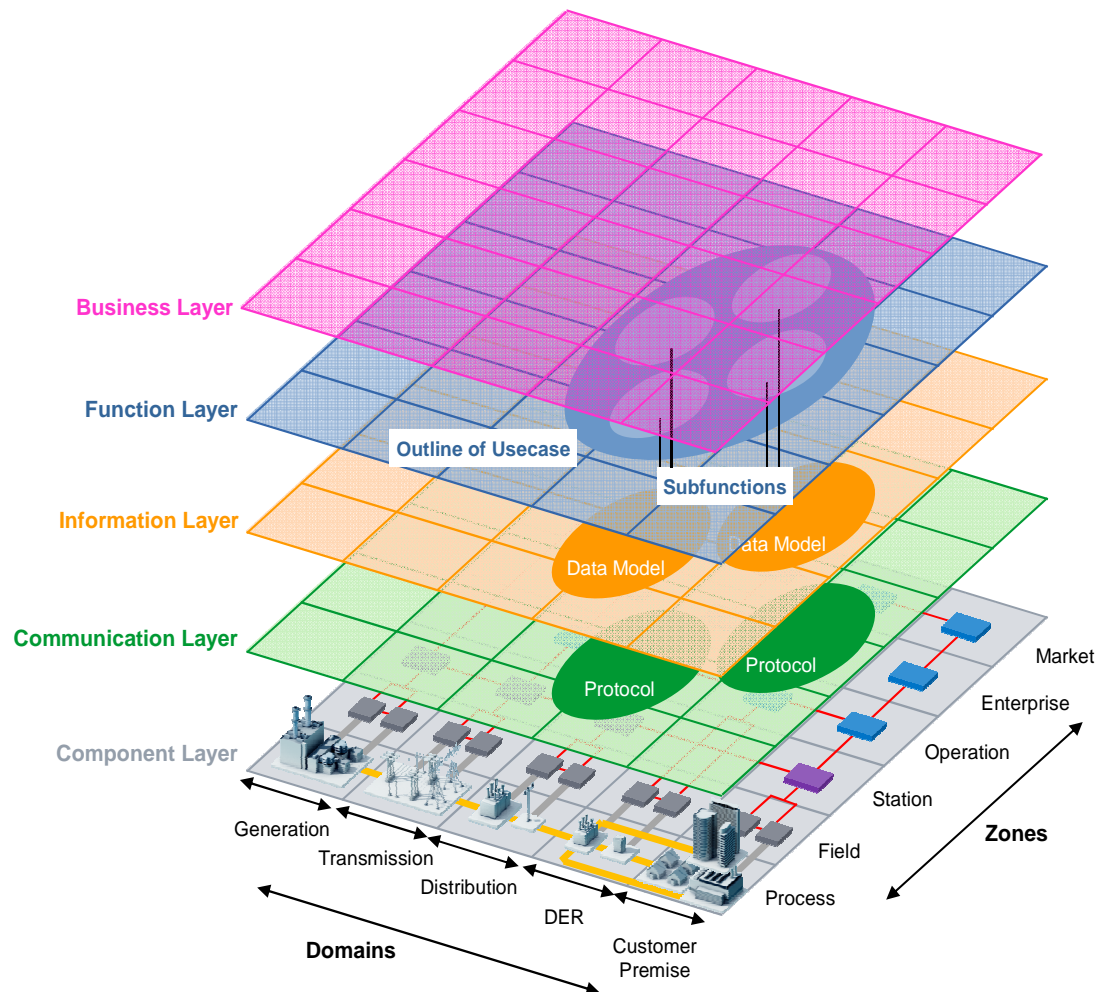 Business Layer
Function Layer
Outline of Usecase
Subfunctions
Information Layer
Data Model
Data Model
Communication Layer
Protocol
Protocol
Component Layer
Market
Enterprise
Operation
Station
Field
Process
Zones
Generation
Transmission
Distribution
DER
Customer
Premise
Domains